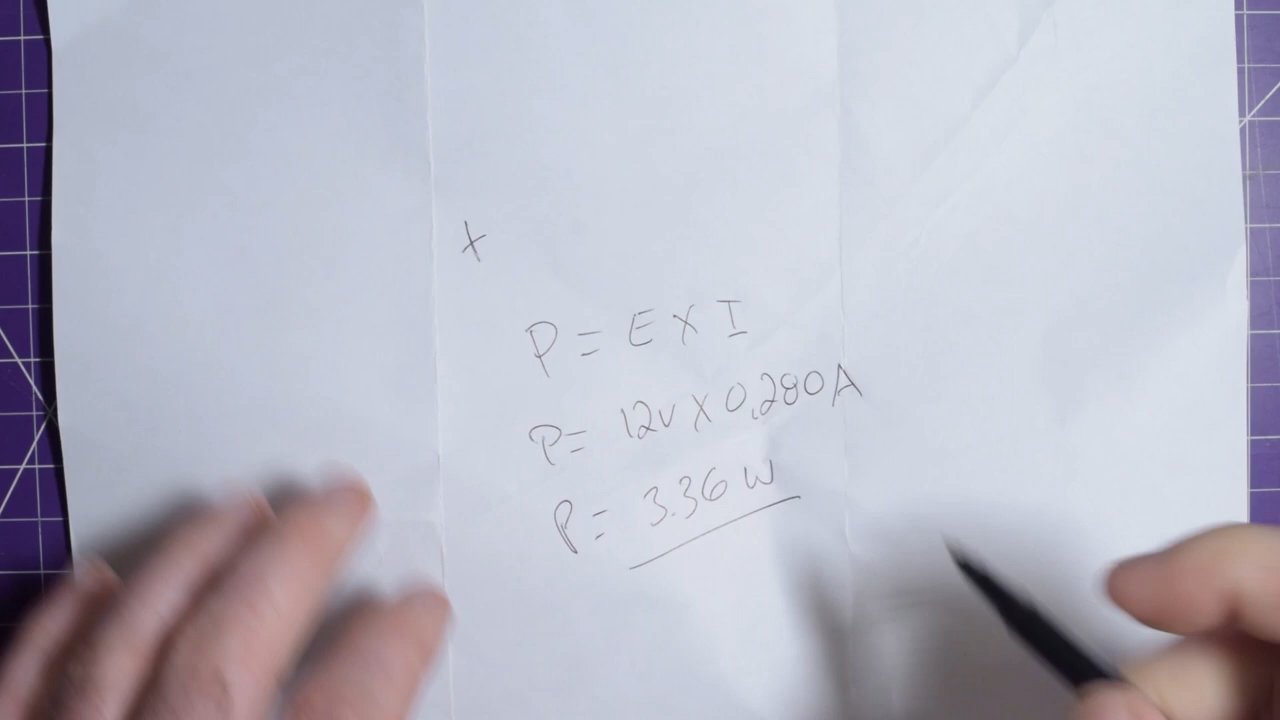 X
P = E X I
P = 12V X 0,280A
P = 3.36 W